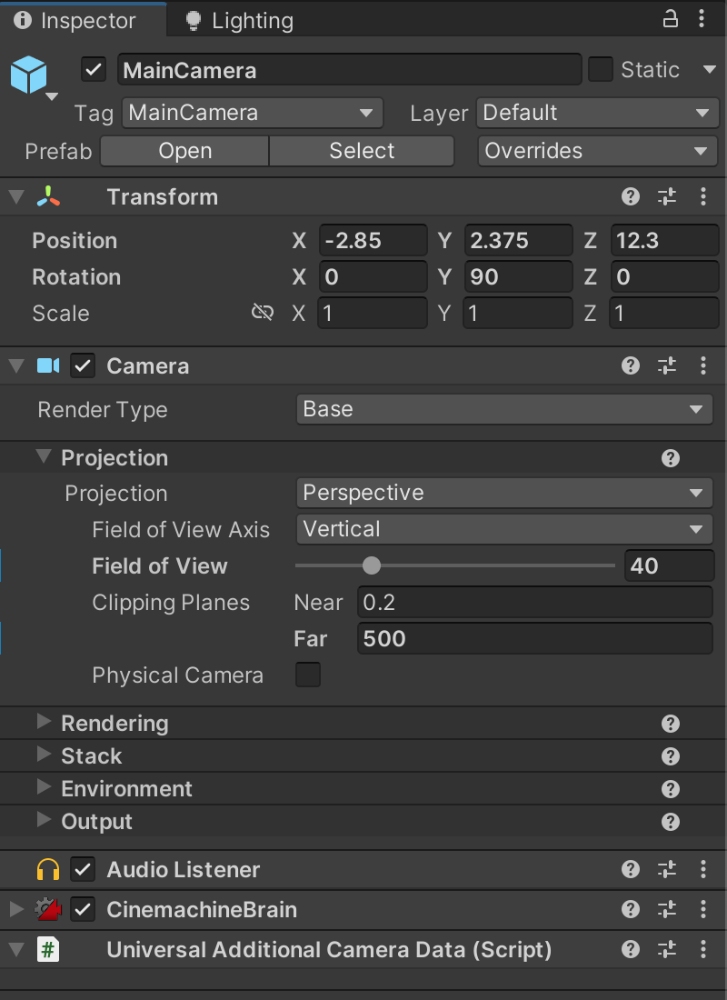 Inspector Lighting
MainCamera Static
Tag MainCamera Layer Default
Prefab Open Select Overrides
Transform
Position X -2.85 Y 2.375 Z 12.3
Rotation X 0 Y 90 Z 0
Scale X 1 Y 1 Z 1
Camera
Render Type Base
Projection
Projection Perspective
Field of View Axis Vertical
Field of View 40
Clipping Planes Near 0.2
Far 500
Physical Camera
Rendering
Stack
Environment
Output
Audio Listener
CinemachineBrain
# Universal Additional Camera Data (Script)